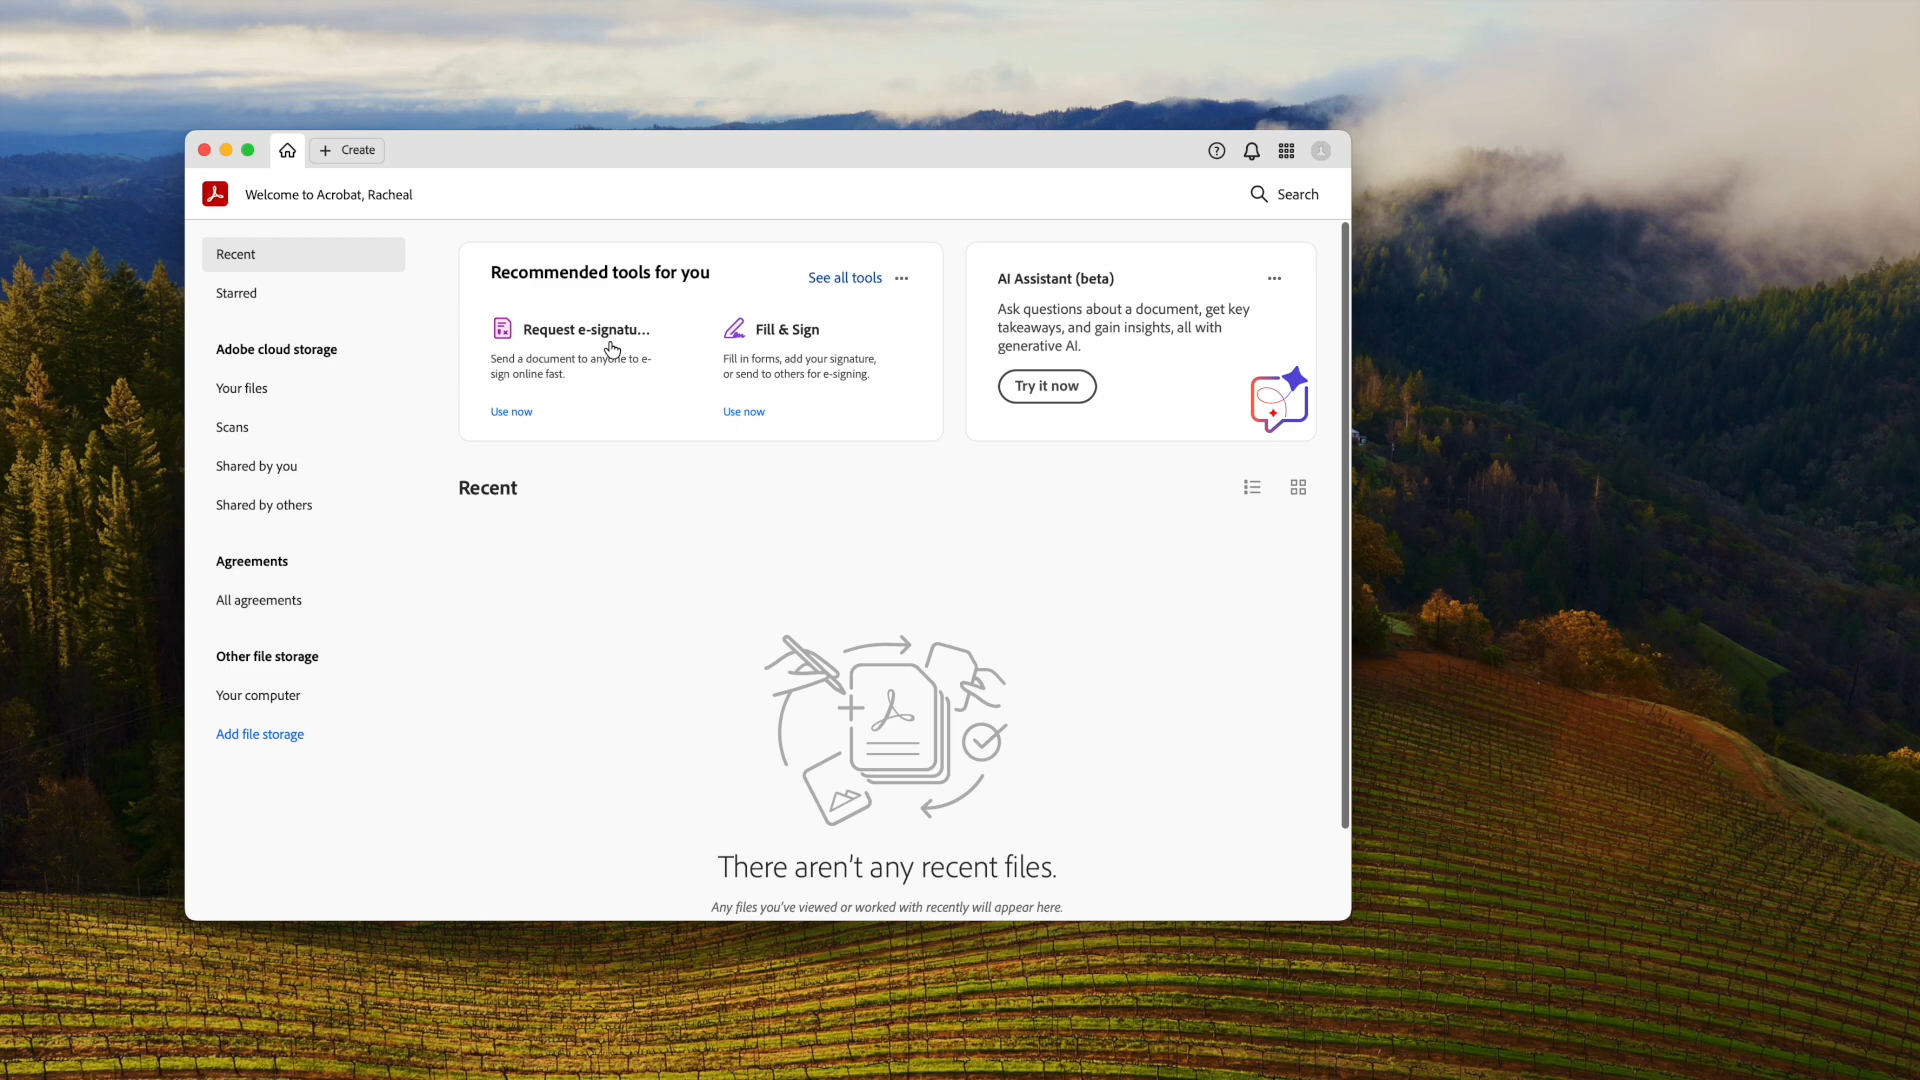 Create
Welcome to Acrobat, Racheal
Search
Recent
Starred
Adobe cloud storage
Your files
Scans
Shared by you
Shared by others
Agreements
All agreements
Other file storage
Your computer
Add file storage
Recommended tools for you
See all tools
Request e-signatu...
Send a document to anyone to e-
sign online fast.
Use now
Fill & Sign
Fill in forms, add your signature,
or send to others for e-signing.
Use now
AI Assistant (beta)
Ask questions about a document, get key
takeaways, and gain insights, all with
generative AI.
Try it now
Recent
There aren't any recent files.
Any files you've viewed or worked with recently will appear here.